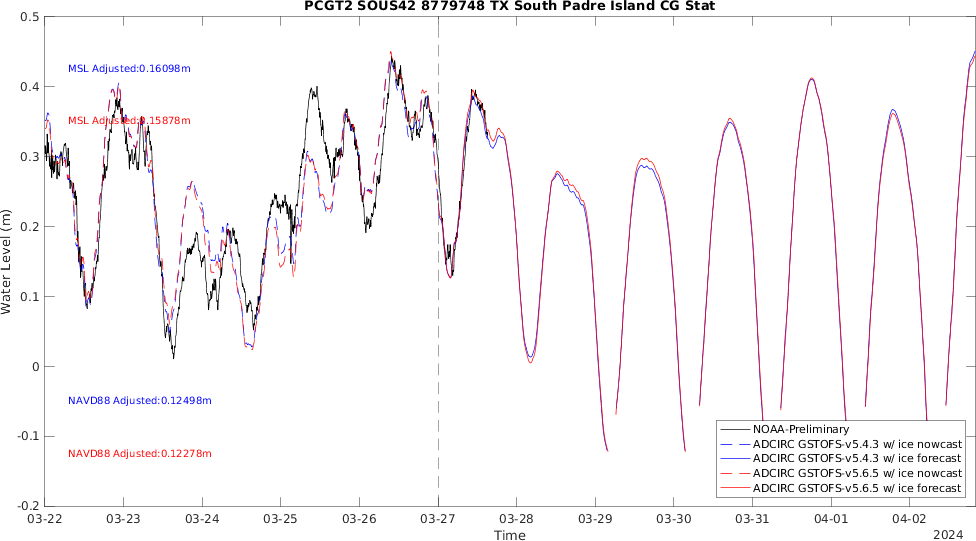 PCGT2 SOUS42 8779748 TX South Padre Island CG Stat
0.5
0.4
0.3
0.2
0.1
0
-0.1
-0.2
Water Level (m)
MSL Adjusted:0.16098m
MSL Adjusted:0.15878m
NAVD88 Adjusted:0.12498m
NAVD88 Adjusted:0.12278m
NOAA-Preliminary
ADCIRC GSTOFS-v5.4.3 w/ ice nowcast
ADCIRC GSTOFS-v5.4.3 w/ ice forecast
ADCIRC GSTOFS-v5.6.5 w/ ice nowcast
ADCIRC GSTOFS-v5.6.5 w/ ice forecast
03-22 03-23 03-24 03-25 03-26 03-27 03-28 03-29 03-30 03-31 04-01 04-02
Time
2024